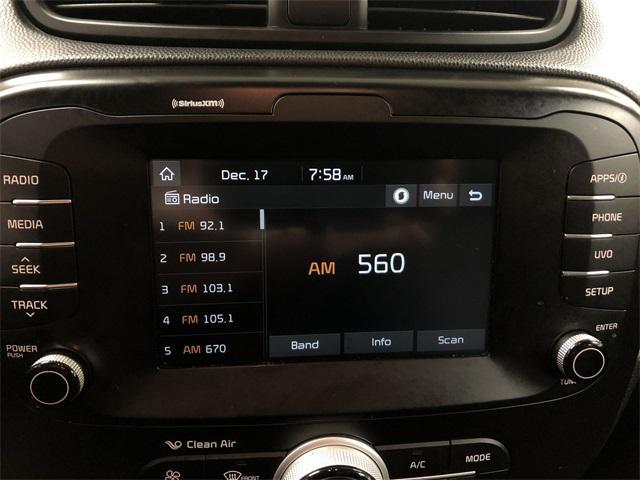 ((SiriusXM))
RADIO
MEDIA
SEEK
TRACK
POWER
PUSH
Dec. 17 7:58 AM
Radio Menu
1 FM 92.1
2 FM 98.9
3 FM 103.1
4 FM 105.1
5 AM 670
AM 560
Band Info Scan
APPS/i
PHONE
UVO
SETUP
ENTER
TUNE
Clean Air
FRONT
A/C
MODE